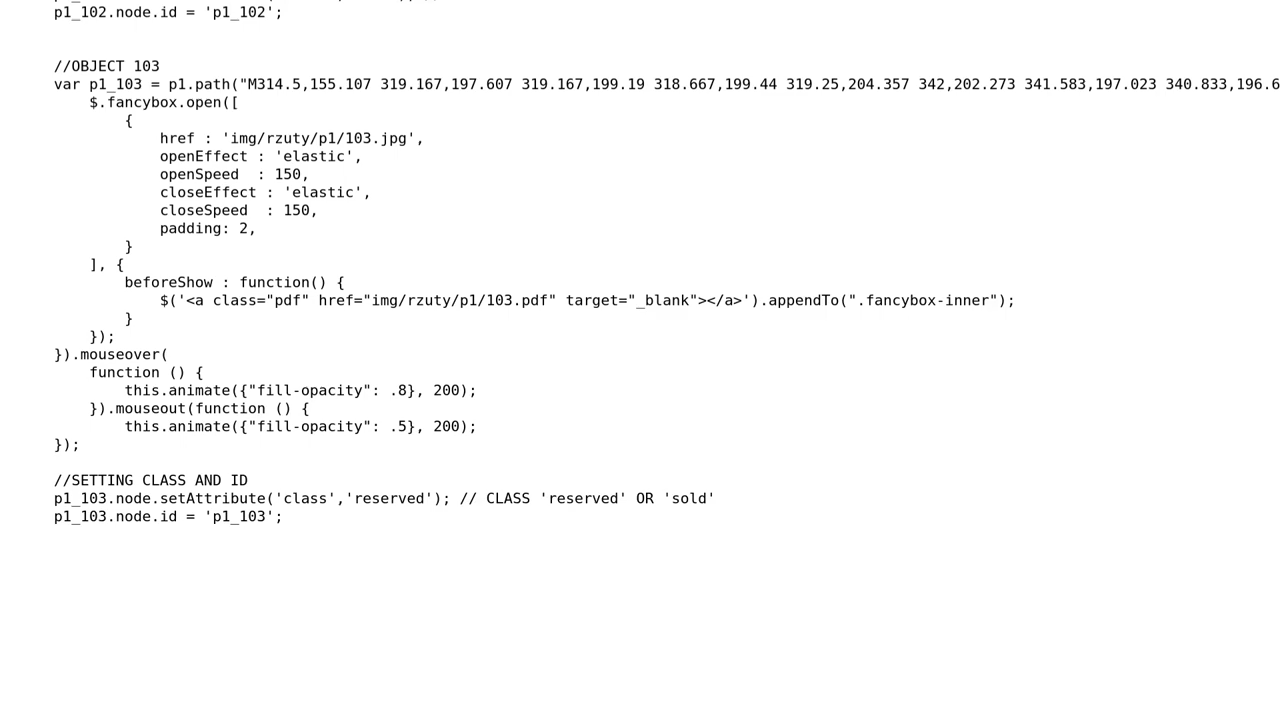 p1_102.node.id = 'p1_102';
//OBJECT 103
var p1_103 = p1.path("M314.5,155.107 319.167,197.607 319.167,199.19 318.667,199.44 319.25,204.357 342,202.273 341.583,197.023 340.833,196.6
$.fancybox.open([
{
href : 'img/rzuty/p1/103.jpg',
openEffect : 'elastic',
openSpeed  : 150,
closeEffect : 'elastic',
closeSpeed  : 150,
padding: 2,
}
], {
beforeShow : function() {
$('<a class="pdf" href="img/rzuty/p1/103.pdf" target="_blank"></a>').appendTo(".fancybox-inner");
}
});
}).mouseover(
function () {
this.animate({"fill-opacity": .8}, 200);
}).mouseout(function () {
this.animate({"fill-opacity": .5}, 200);
});
//SETTING CLASS AND ID
p1_103.node.setAttribute('class','reserved'); // CLASS 'reserved' OR 'sold'
p1_103.node.id = 'p1_103';